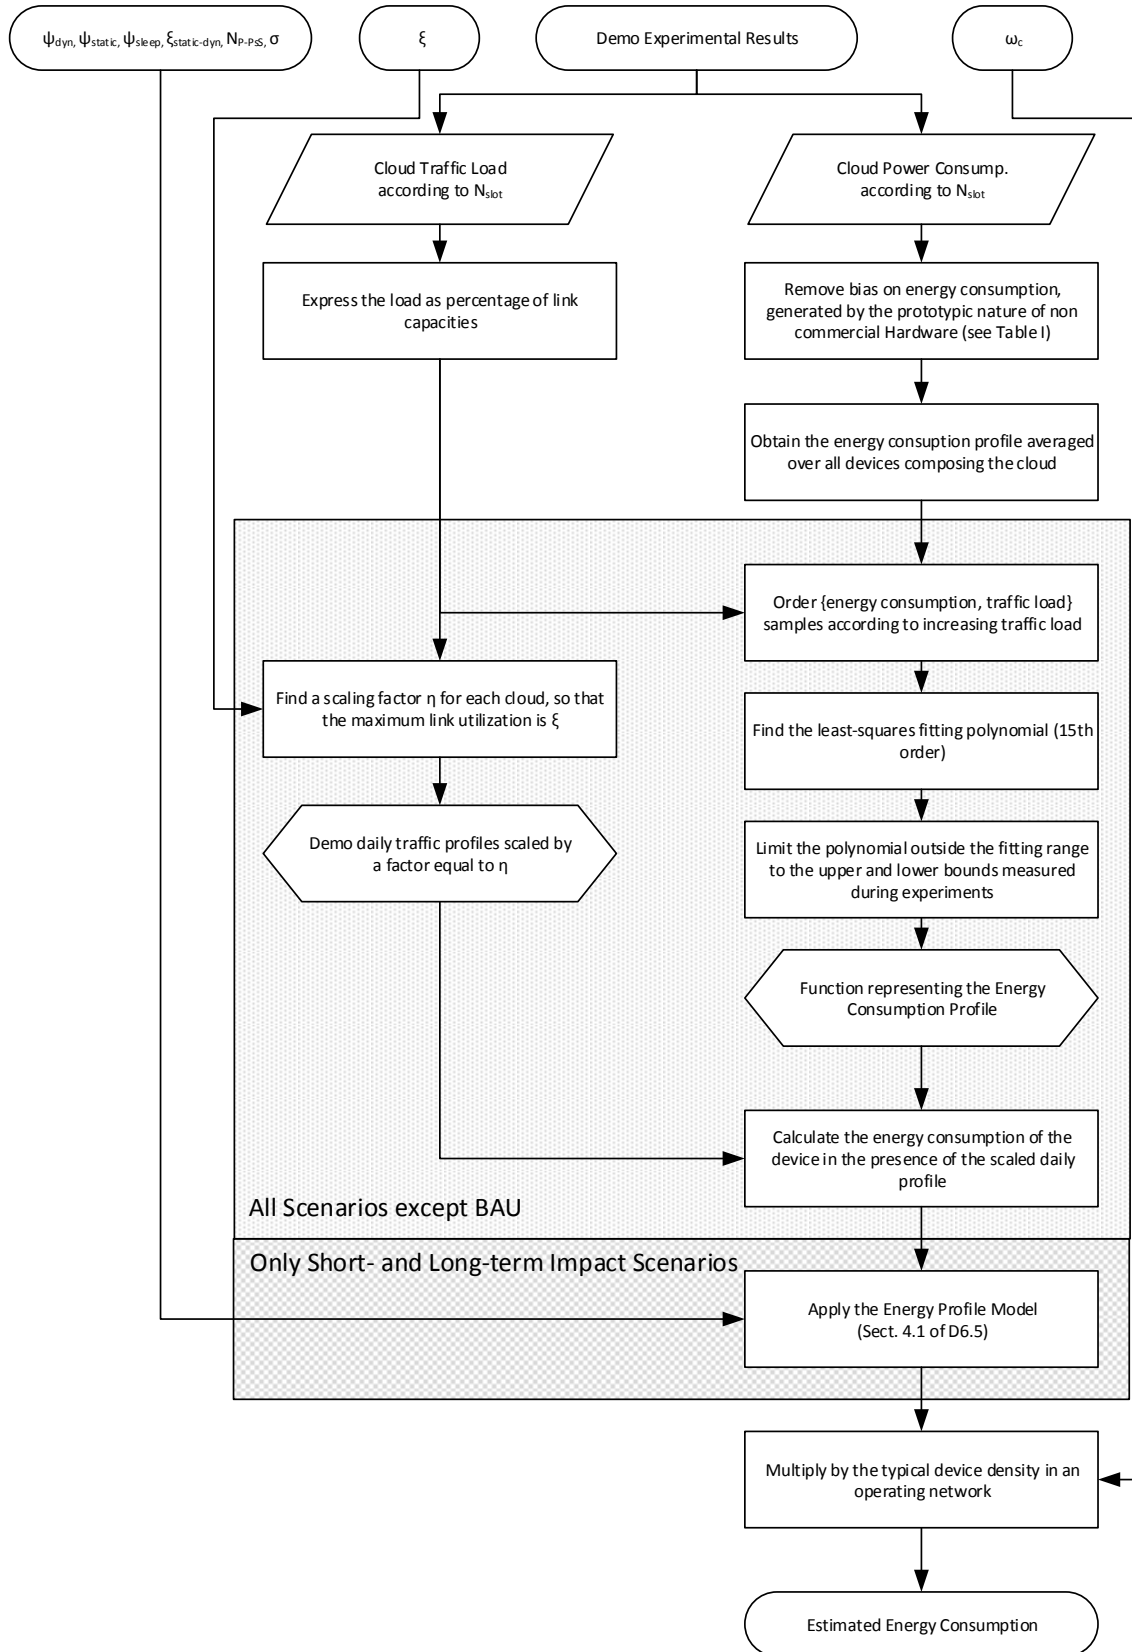 Ψdyn, Ψstatic, Ψsleep, ξstatic-dyn, NP-PsS, σ
ξ
Demo Experimental Results
ωc
Cloud Traffic Load
according to Nslot
Cloud Power Consump.
according to Nslot
Express the load as percentage of link
capacities
Remove bias on energy consumption,
generated by the prototypic nature of non
commercial Hardware (see Table I)
Obtain the energy consuption profile averaged
over all devices composing the cloud
Order {energy consumption, traffic load}
samples according to increasing traffic load
Find a scaling factor η for each cloud, so that
the maximum link utilization is ξ
Find the least-squares fitting polynomial (15th
order)
Demo daily traffic profiles scaled by
a factor equal to η
Limit the polynomial outside the fitting range
to the upper and lower bounds measured
during experiments
Function representing the Energy
Consumption Profile
Calculate the energy consumption of the
device in the presence of the scaled daily
profile
All Scenarios except BAU
Only Short- and Long-term Impact Scenarios
Apply the Energy Profile Model
(Sect. 4.1 of D6.5)
Multiply by the typical device density in an
operating network
Estimated Energy Consumption